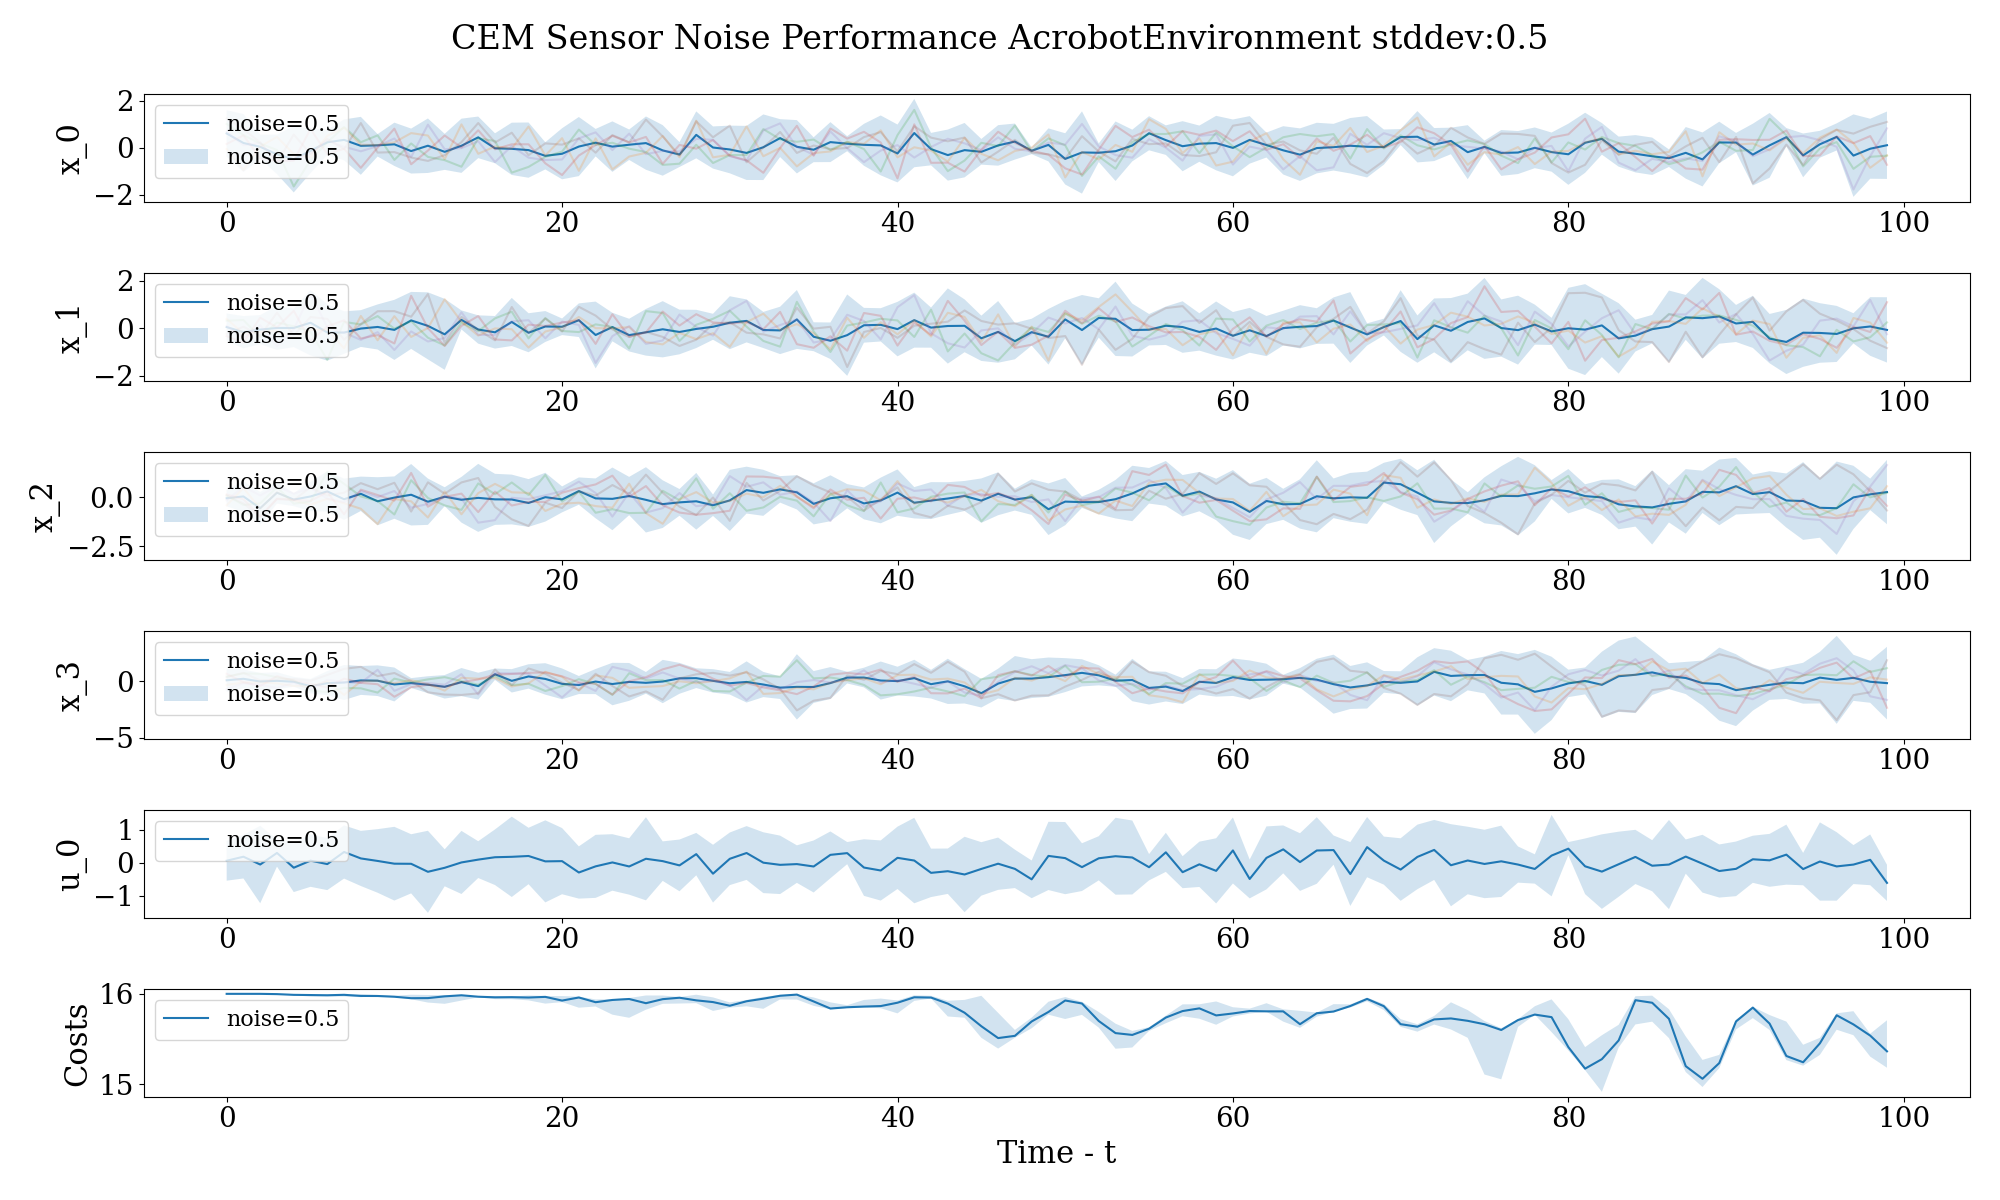 CEM Sensor Noise Performance AcrobotEnvironment stddev:0.5
x_0
2
0
−2
noise=0.5
noise=0.5
0 20 40 60 80 100
x_1
2
0
−2
noise=0.5
noise=0.5
0 20 40 60 80 100
x_2
0.0
−2.5
noise=0.5
noise=0.5
0 20 40 60 80 100
x_3
0
−5
noise=0.5
noise=0.5
0 20 40 60 80 100
u_0
1
0
−1
noise=0.5
0 20 40 60 80 100
Costs
16
15
noise=0.5
0 20 40 60 80 100
Time - t